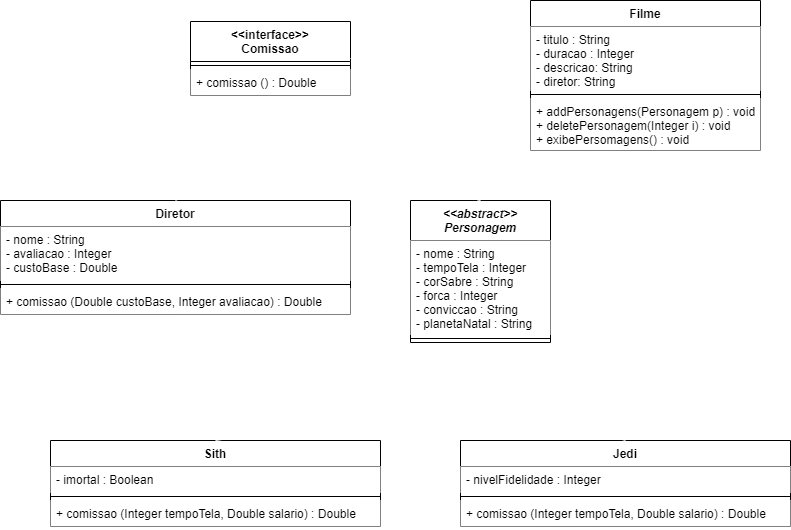 <<interface>>
Comissao
+ comissao () : Double
Filme
- titulo : String
- duracao : Integer
- descricao: String
- diretor: String
+ addPersonagens(Personagem p) : void
+ deletePersonagem(Integer i) : void
+ exibePersomagens() : void
Diretor
- nome : String
- avaliacao : Integer
- custoBase : Double
+ comissao (Double custoBase, Integer avaliacao) : Double
<<abstract>>
Personagem
- nome : String
- tempoTela : Integer
- corSabre : String
- forca : Integer
- conviccao : String
- planetaNatal : String
Sith
- imortal : Boolean
+ comissao (Integer tempoTela, Double salario) : Double
Jedi
- nivelFidelidade : Integer
+ comissao (Integer tempoTela, Double salario) : Double